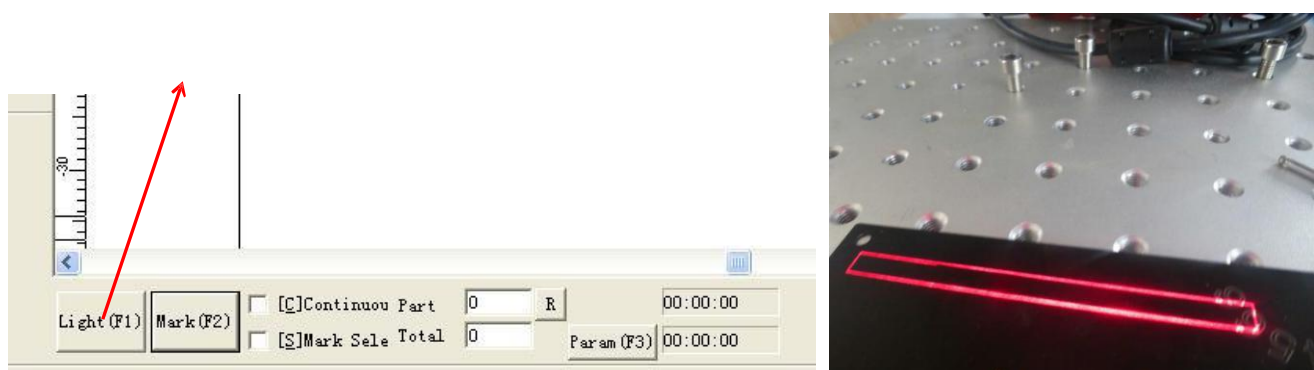 -30
Light(F1)
Mark(F2)
[C]Continuou
Part
0
R
00:00:00
[S]Mark Sele
Total
0
Param(F3)
00:00:00
5